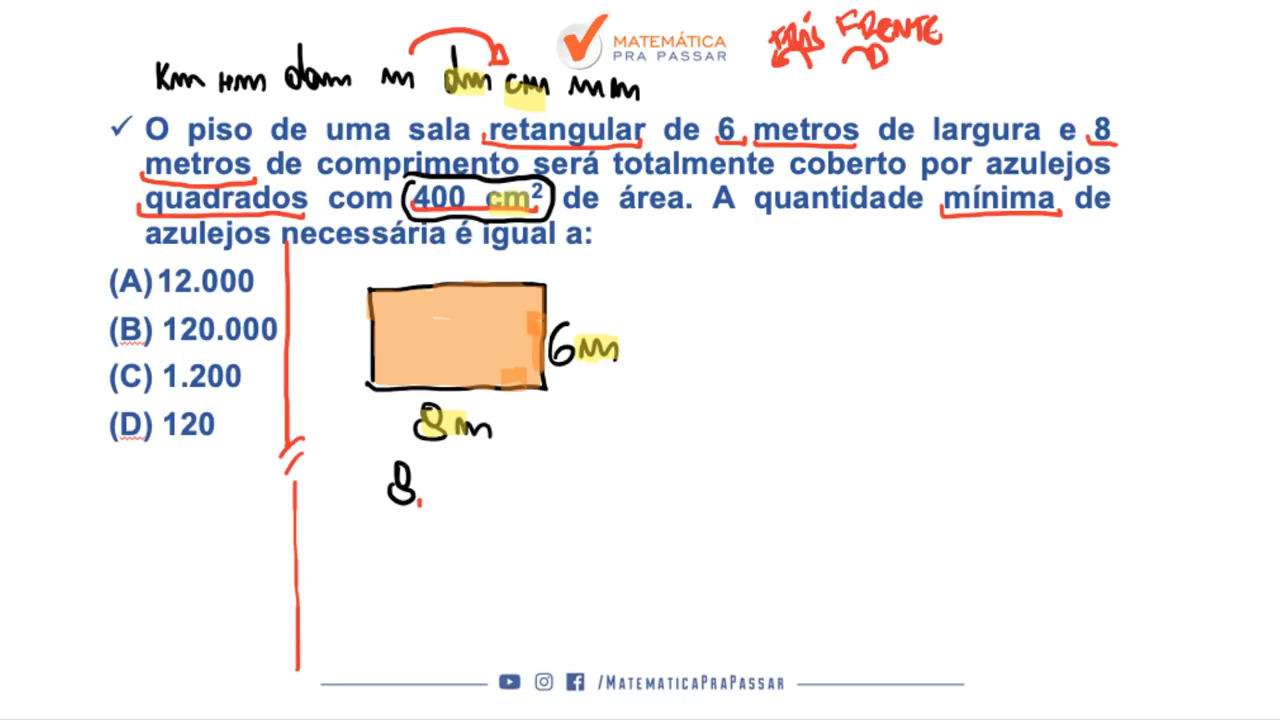 MATEMÁTICA
PRA PASSAR
TRÁS FRENTE
Km Hm dam m dm cm mm
✓ O piso de uma sala retangular de 6 metros de largura e 8
metros de comprimento será totalmente coberto por azulejos
quadrados com 400 cm² de área. A quantidade mínima de
azulejos necessária é igual a:
(A) 12.000
(B) 120.000
(C) 1.200
(D) 120
6m
8m
8.
/MatematicaPraPassar